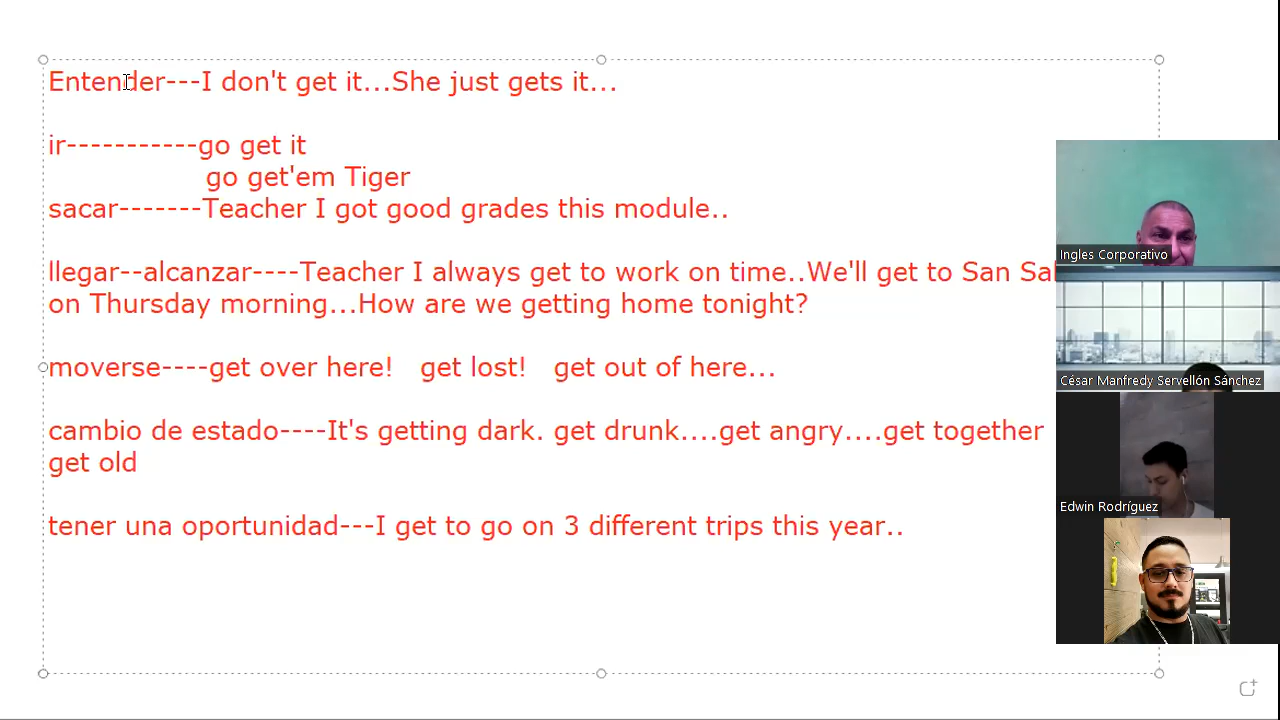 Entender---I don't get it...She just gets it...
ir-----------go get it
go get'em Tiger
sacar-------Teacher I got good grades this module..
llegar--alcanzar----Teacher I always get to work on time..We'll get to San
on Thursday morning...How are we getting home tonight?
moverse----get over here! get lost! get out of here...
cambio de estado----It's getting dark. get drunk....get angry....get together
get old
tener una oportunidad---I get to go on 3 different trips this year..
Ingles Corporativo
César Manfredy Servellón Sánchez
Edwin Rodríguez